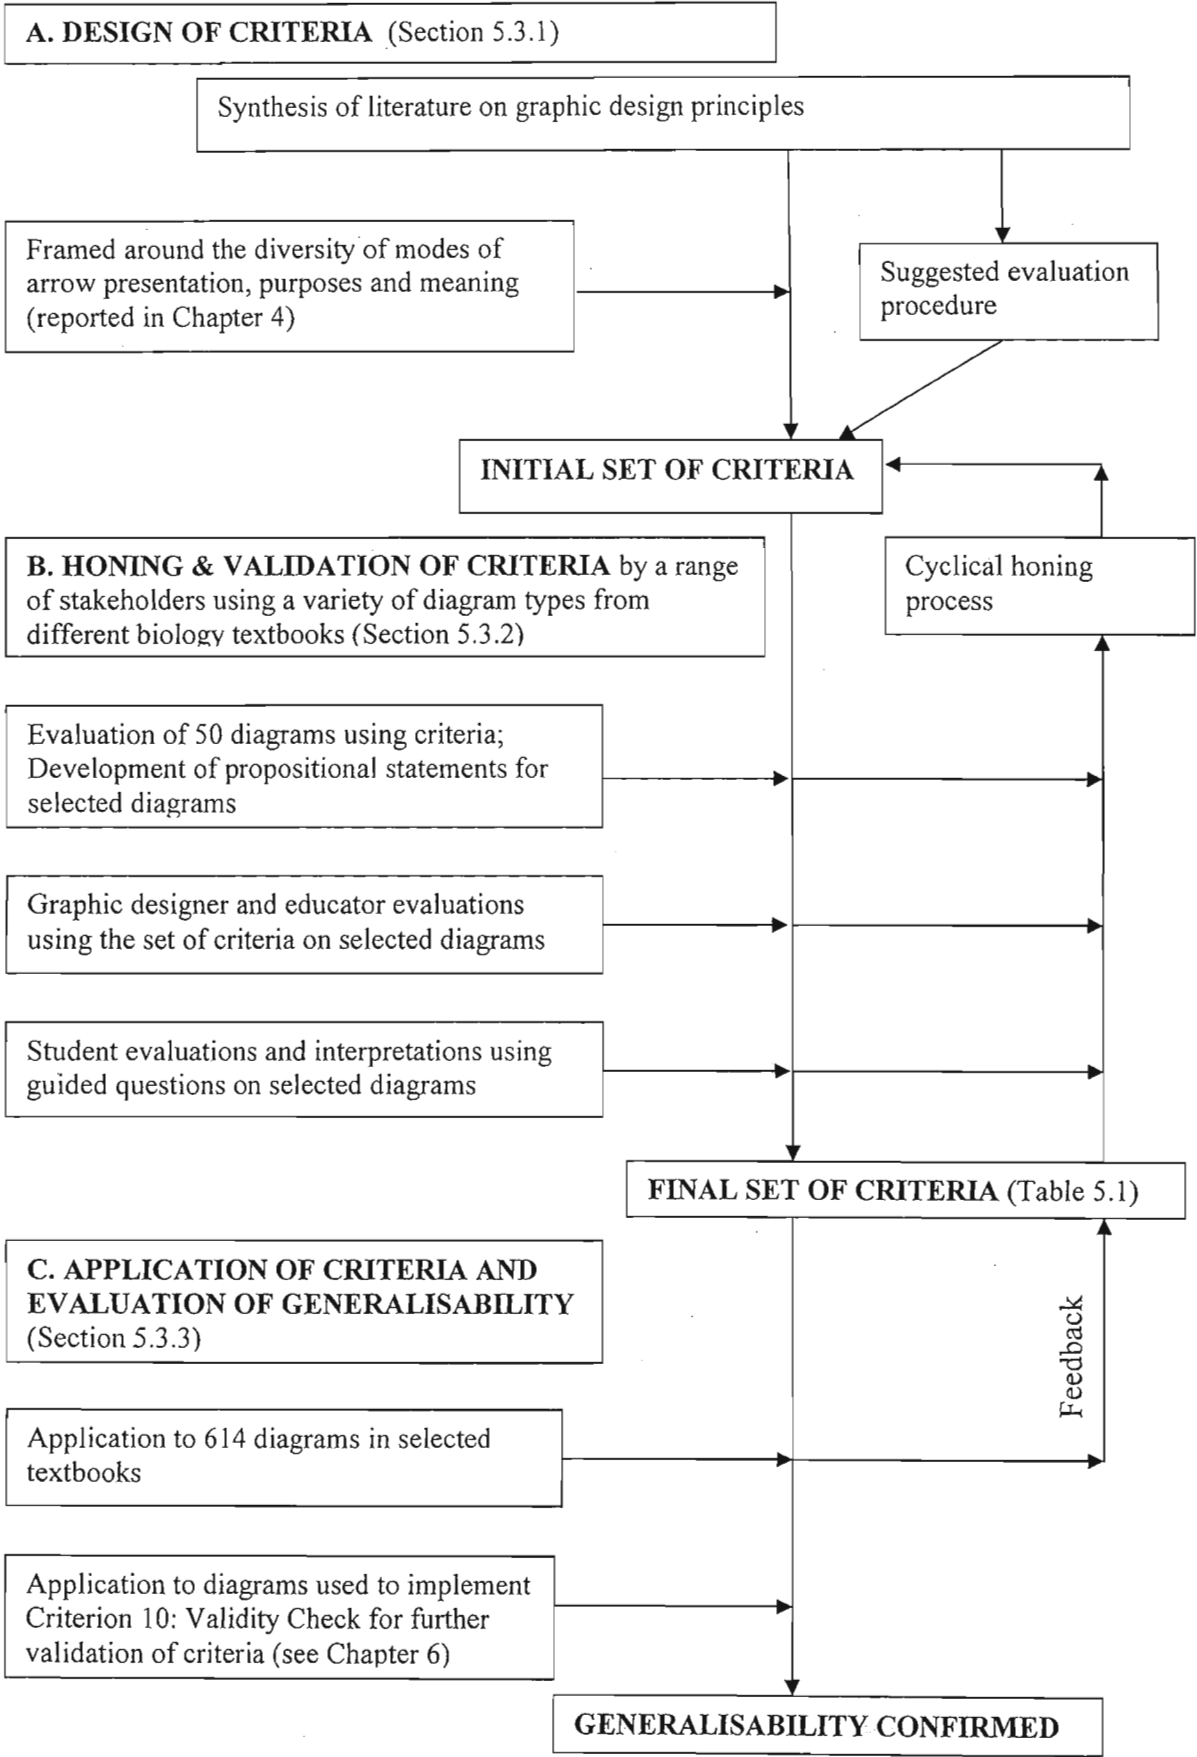 A. DESIGN OF CRITERIA (Section 5.3.1)
Synthesis of literature on graphic design principles
Framed around the diversity of modes of
arrow presentation, purposes and meaning
(reported in Chapter 4)
Suggested evaluation
procedure
INITIAL SET OF CRITERIA
B. HONING & VALIDATION OF CRITERIA by a range
of stakeholders using a variety of diagram types from
different biology textbooks (Section 5.3.2)
Cyclical honing
process
Evaluation of 50 diagrams using criteria;
Development of propositional statements for
selected diagrams
Graphic designer and educator evaluations
using the set of criteria on selected diagrams
Student evaluations and interpretations using
guided questions on selected diagrams
FINAL SET OF CRITERIA (Table 5.1)
C. APPLICATION OF CRITERIA AND
EVALUATION OF GENERALISABILITY
(Section 5.3.3)
Feedback
Application to 614 diagrams in selected
textbooks
Application to diagrams used to implement
Criterion 10: Validity Check for further
validation of criteria (see Chapter 6)
GENERALISABILITY CONFIRMED